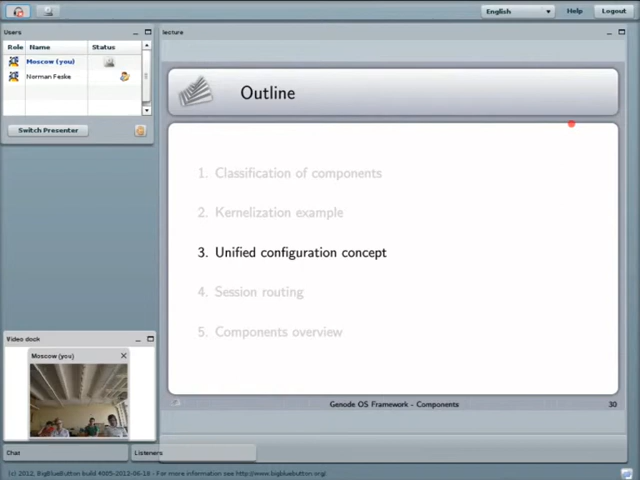 English
Help
Logout
Users
lecture
Role Name Status
Moscow (you)
Norman Feske
Switch Presenter
Outline
1. Classification of components
2. Kernelization example
3. Unified configuration concept
4. Session routing
5. Components overview
Genode OS Framework - Components
30
Video dock
Moscow (you)
Chat
Listeners